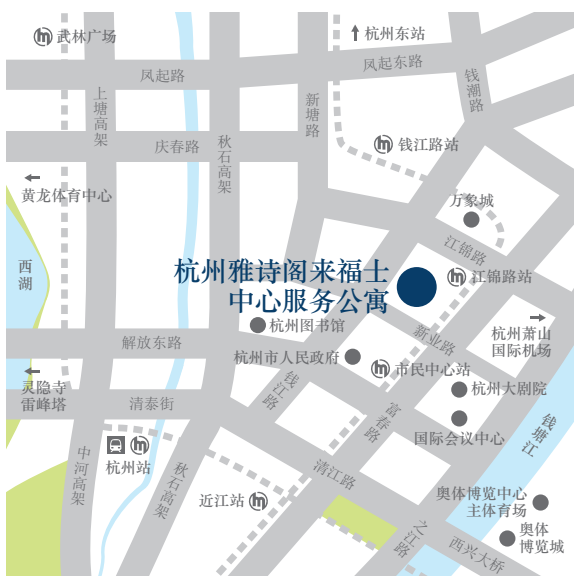 武林广场
杭州东站
凤起路
凤起东路
钱潮路
上塘高架
新塘路
庆春路
秋石高架
钱江路站
黄龙体育中心
万象城
江锦路
西湖
杭州雅诗阁来福士
中心服务公寓
江锦路站
杭州图书馆
新业路
杭州萧山
国际机场
解放东路
杭州市人民政府
市民中心站
灵隐寺
雷峰塔
清泰街
钱江路
富春路
杭州大剧院
国际会议中心
钱塘江
中河高架
杭州站
秋石高架
近江站
清江路
奥体博览中心
主体育场
之江路
西兴大桥
奥体
博览城